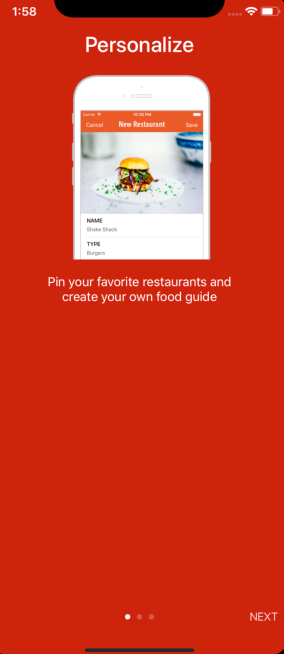 1:58
Personalize
Carrier 10:36 PM
Cancel New Restaurant Save
NAME
Shake Shack
TYPE
Burgers
Pin your favorite restaurants and
create your own food guide
NEXT